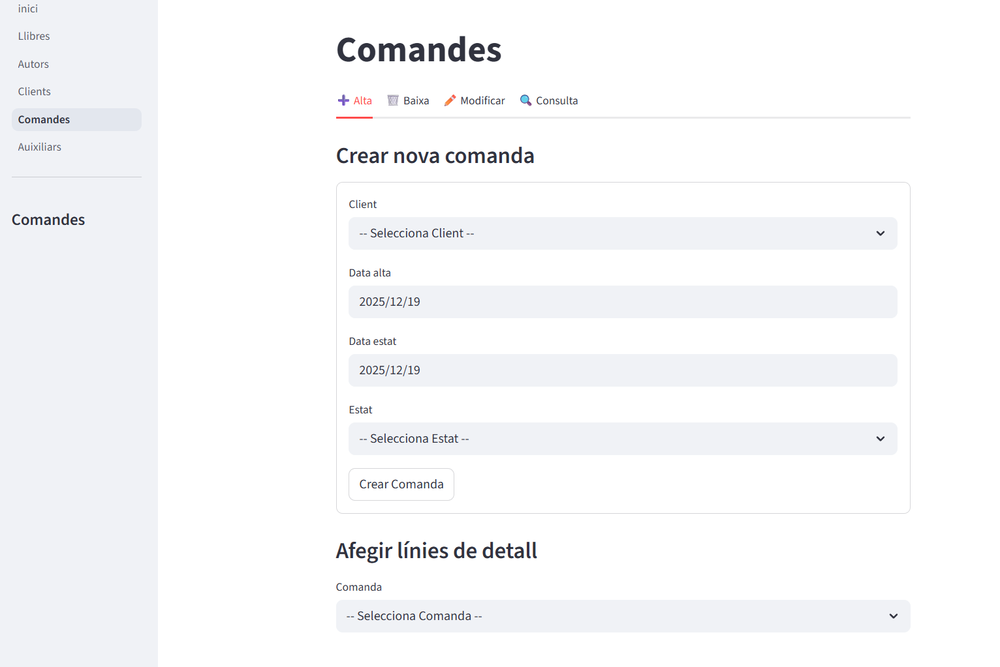 inici
Llibres
Autors
Clients
Comandes
Auixiliars
Comandes
Comandes
Alta
Baixa
Modificar
Consulta
Crear nova comanda
Client
-- Selecciona Client --
Data alta
2025/12/19
Data estat
2025/12/19
Estat
-- Selecciona Estat --
Crear Comanda
Afegir línies de detall
Comanda
-- Selecciona Comanda --